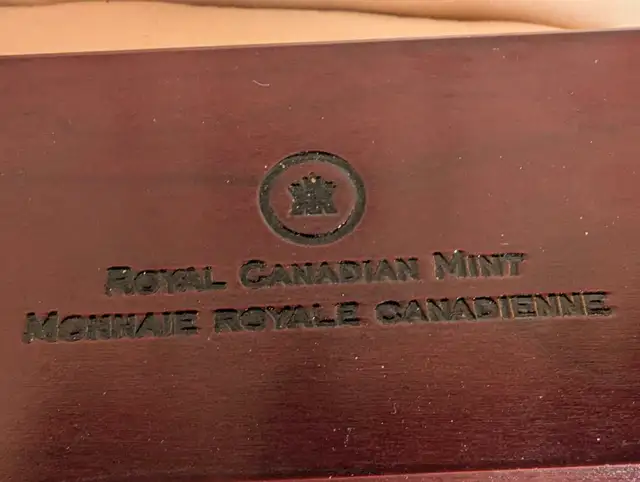 Royal Canadian Mint
Monnaie royale canadienne